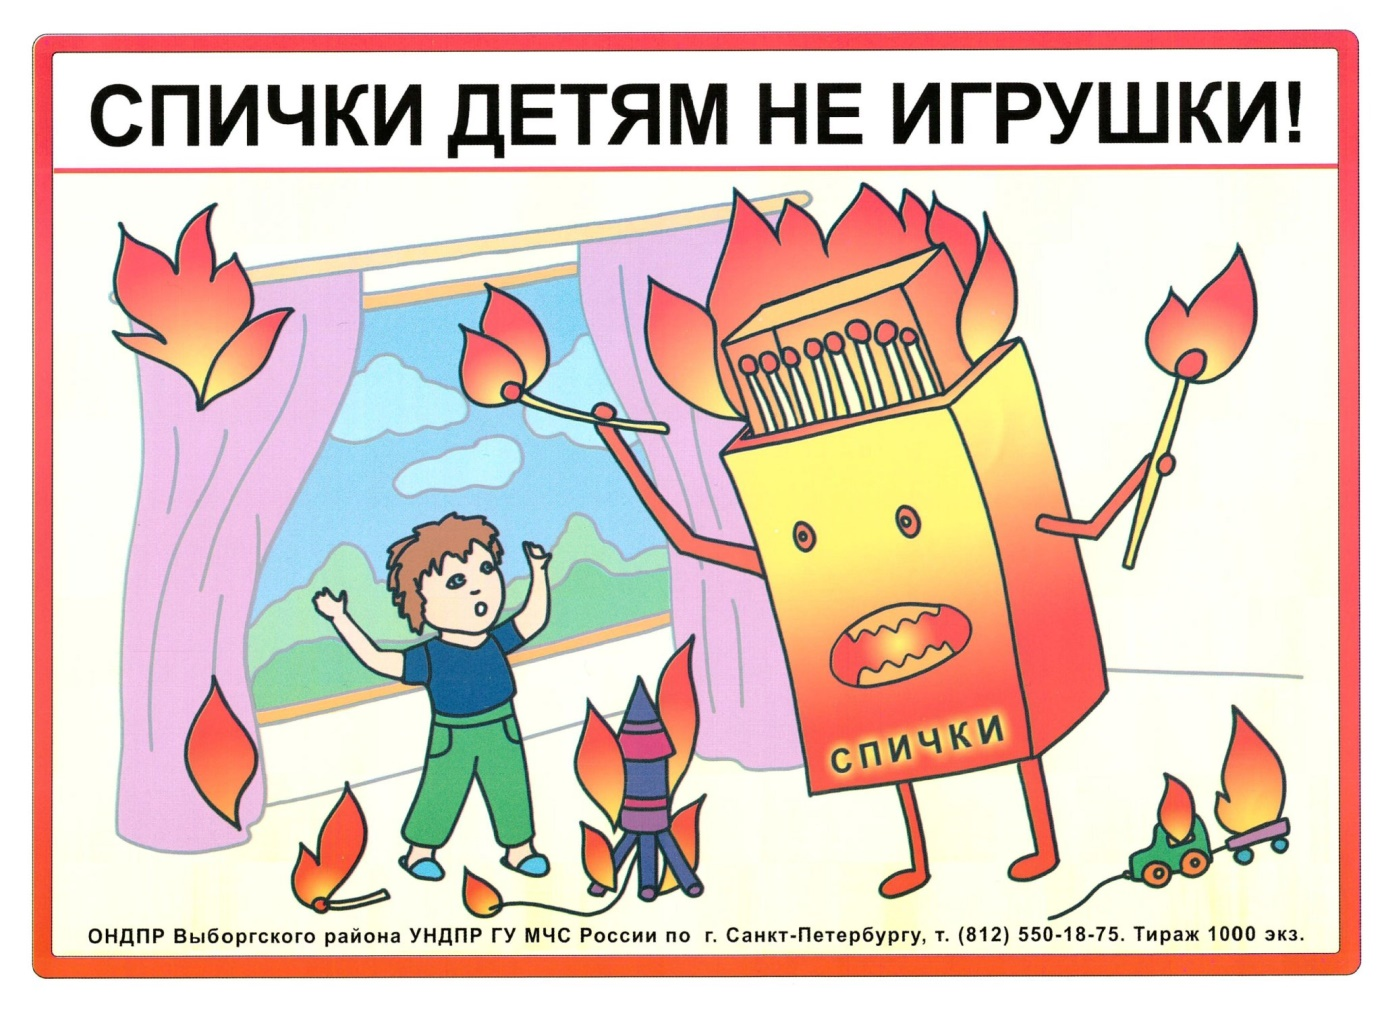 СПИЧКИ ДЕТЯМ НЕ ИГРУШКИ!
СПИЧКИ
ОНДПР Выборгского района УНДПР ГУ МЧС России по г. Санкт-Петербургу, т. (812) 550-18-75. Тираж 1000 экз.